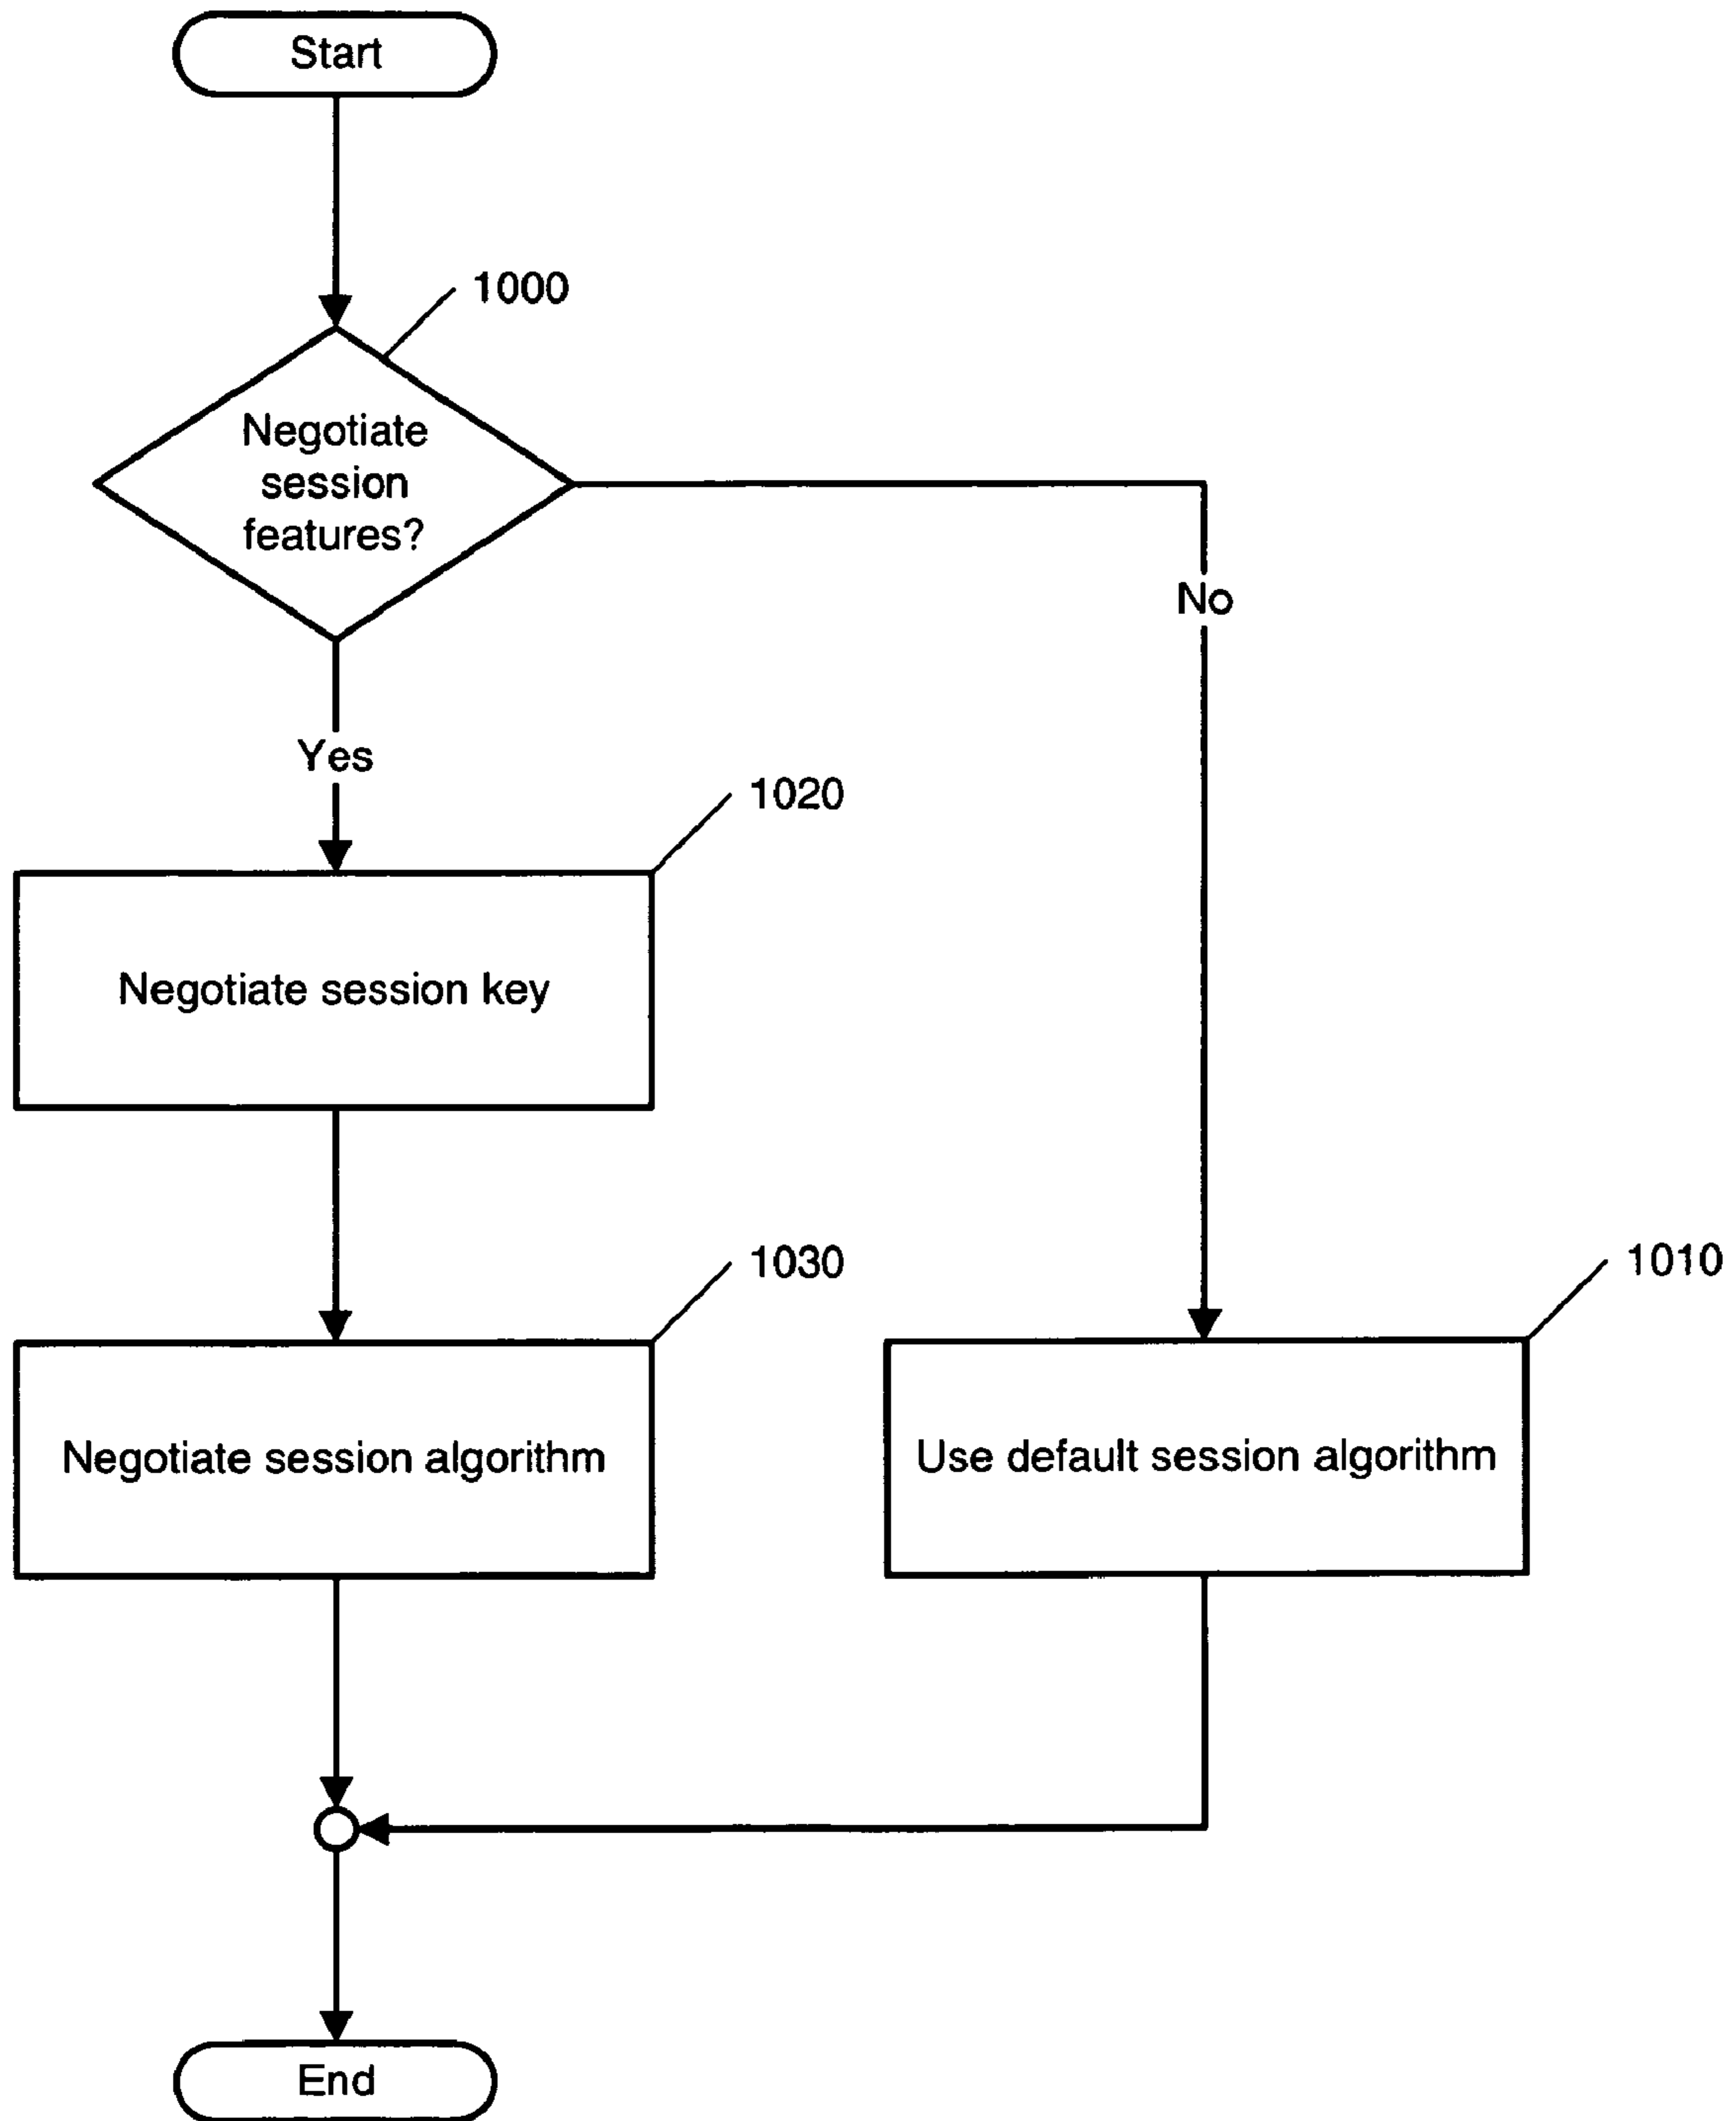 Start
1000
Negotiate
session
features?
No
Yes
1020
Negotiate session key
1030
1010
Negotiate session algorithm
Use default session algorithm
End